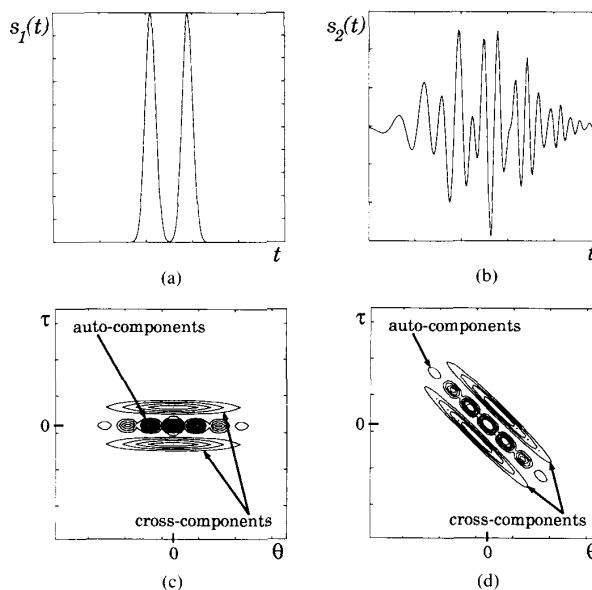 s₁(t)
t
(a)
s₂(t)
t
(b)
τ
auto-components
0
cross-components
0
θ
(c)
τ
auto-components
0
cross-components
0
θ
(d)